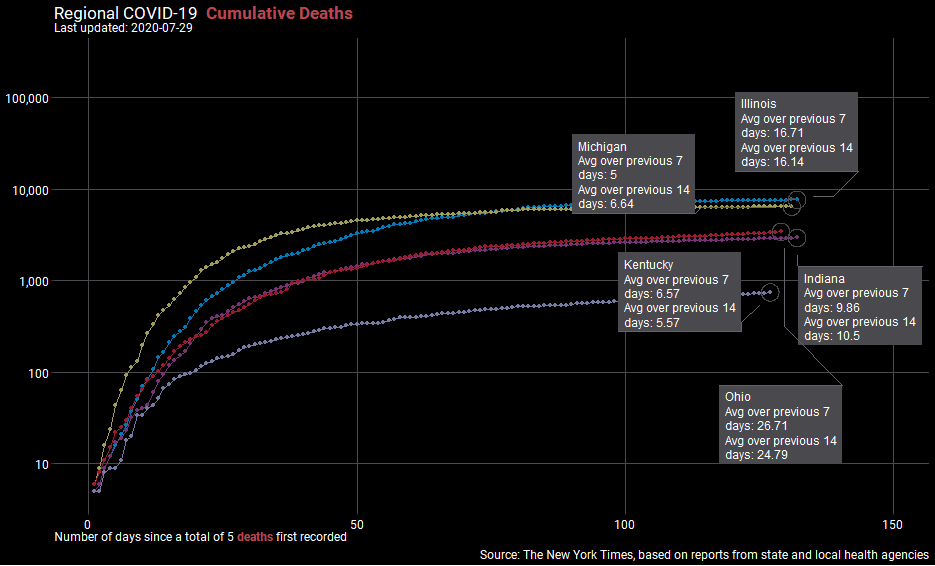 Regional COVID-19 Cumulative Deaths
Last updated: 2020-07-29
100,000
10,000
1,000
100
10
Illinois
Avg over previous 7
days: 16.71
Avg over previous 14
days: 16.14
Michigan
Avg over previous 7
days: 5
Avg over previous 14
days: 6.64
Kentucky
Avg over previous 7
days: 6.57
Avg over previous 14
days: 5.57
Indiana
Avg over previous 7
days: 9.86
Avg over previous 14
days: 10.5
Ohio
Avg over previous 7
days: 26.71
Avg over previous 14
days: 24.79
0 50 100 150
Number of days since a total of 5 deaths first recorded
Source: The New York Times, based on reports from state and local health agencies